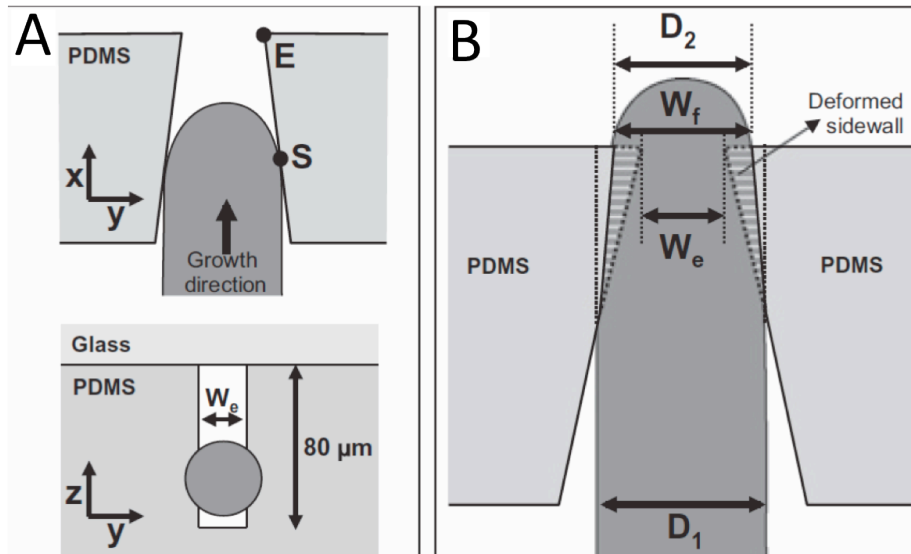 A
PDMS
E
S
x
y
Growth
direction
Glass
PDMS
We
80 μm
z
y
B
D2
Wf
Deformed
sidewall
We
PDMS
PDMS
D1